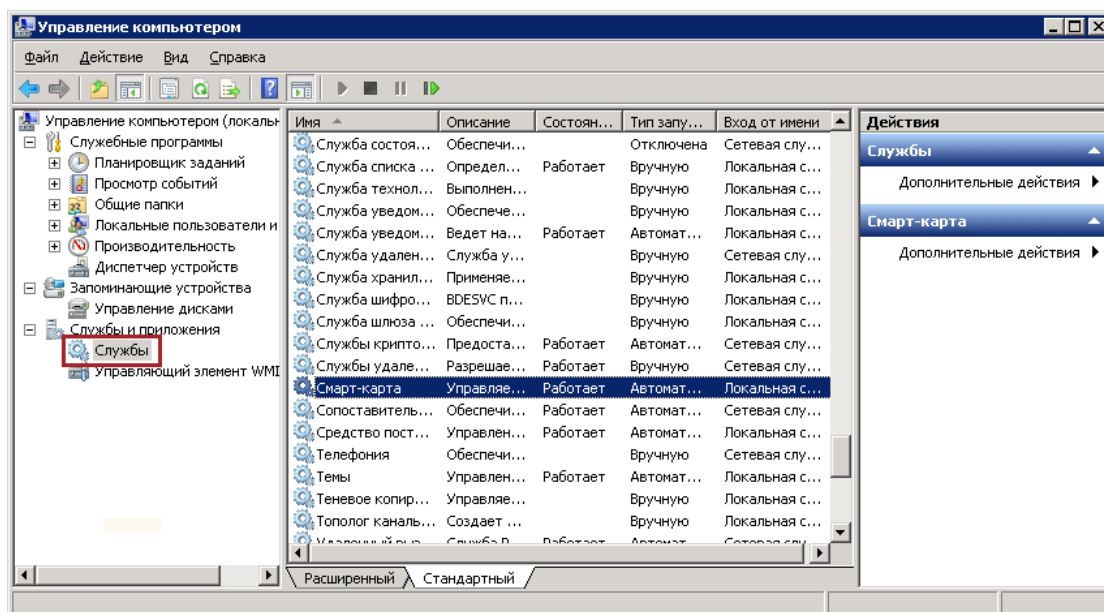 Управление компьютером
Файл Действие Вид Справка
Управление компьютером (локальн
Служебные программы
Планировщик заданий
Просмотр событий
Общие папки
Локальные пользователи и
Производительность
Диспетчер устройств
Запоминающие устройства
Управление дисками
Службы и приложения
Службы
Управляющий элемент WMI
Имя Описание Состоян... Тип запу... Вход от имени
Служба состоя... Обеспечи... Отключена Сетевая слу...
Служба списка ... Определ... Работает Вручную Локальная с...
Служба технол... Выполнен... Вручную Локальная с...
Служба уведом... Обеспече... Вручную Локальная с...
Служба уведом... Ведет на... Работает Автомат... Локальная с...
Служба удален... Служба у... Вручную Сетевая слу...
Служба хранил... Применяе... Вручную Локальная с...
Служба шифро... BDESVC п... Вручную Локальная с...
Служба шлюза ... Обеспечи... Вручную Локальная с...
Службы крипто... Предоста... Работает Автомат... Сетевая слу...
Службы удале... Разрешае... Работает Вручную Сетевая слу...
Смарт-карта Управляе... Работает Автомат... Локальная с...
Сопоставитель... Обеспечи... Работает Автомат... Сетевая слу...
Средство пост... Управлен... Работает Автомат... Локальная с...
Телефония Обеспечи... Вручную Сетевая слу...
Темы Управлен... Работает Автомат... Локальная с...
Теневое копир... Управляе... Вручную Локальная с...
Тополог каналь... Создает ... Вручную Локальная с...
Удаленный выз... Служба R... Работает Автомат... Сетевая слу...
Расширенный Стандартный
Действия
Службы
Дополнительные действия
Смарт-карта
Дополнительные действия